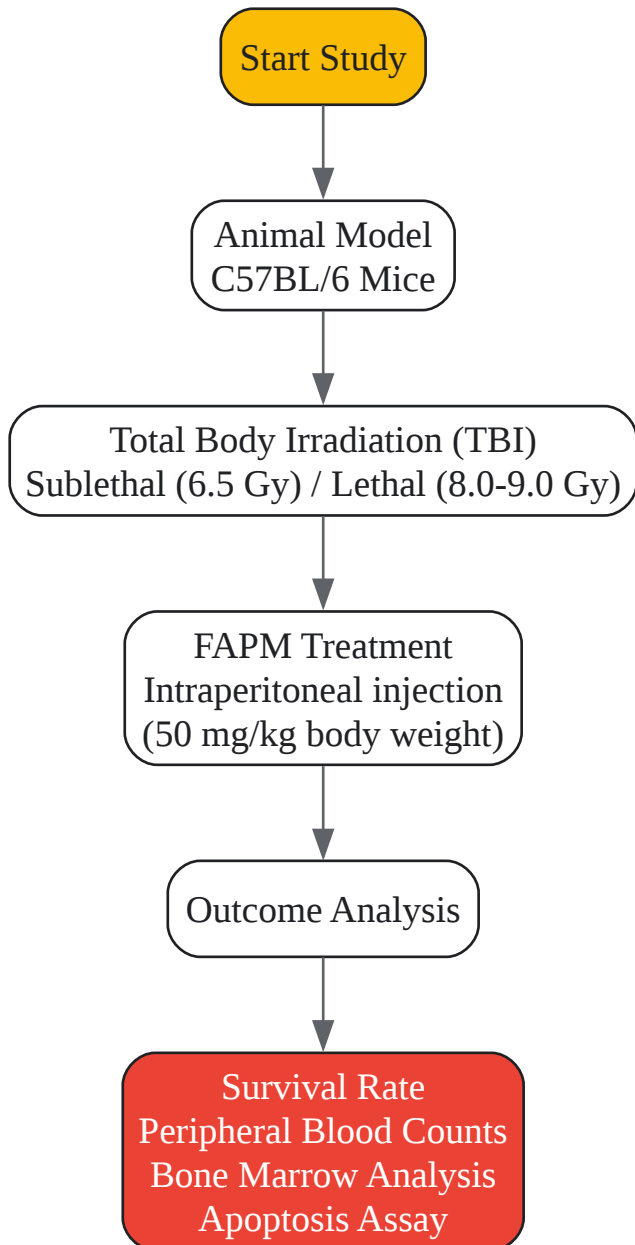 Start Study
Animal Model
C57BL/6 Mice
Total Body Irradiation (TBI)
Sublethal (6.5 Gy) / Lethal (8.0-9.0 Gy)
FAPM Treatment
Intraperitoneal injection
(50 mg/kg body weight)
Outcome Analysis
Survival Rate
Peripheral Blood Counts
Bone Marrow Analysis
Apoptosis Assay